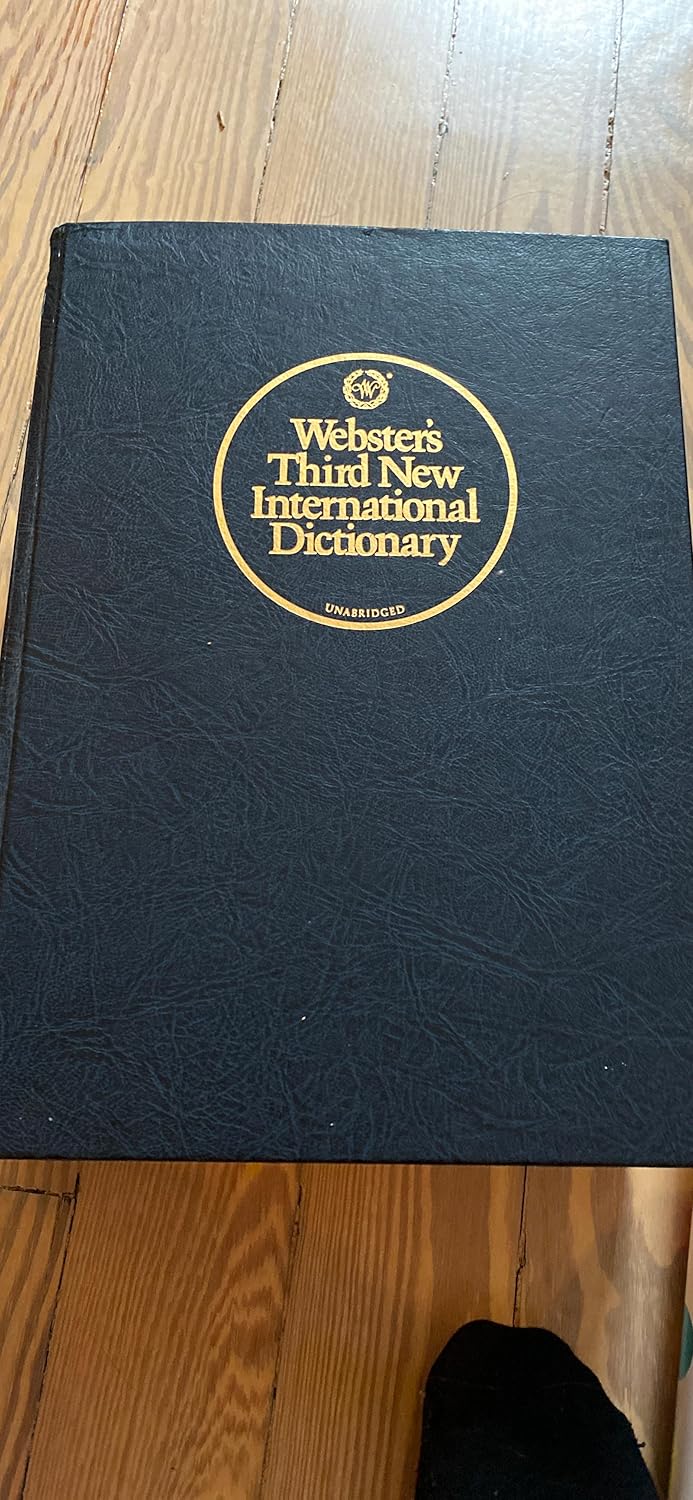 W
Webster's
Third New
International
Dictionary
UNABRIDGED